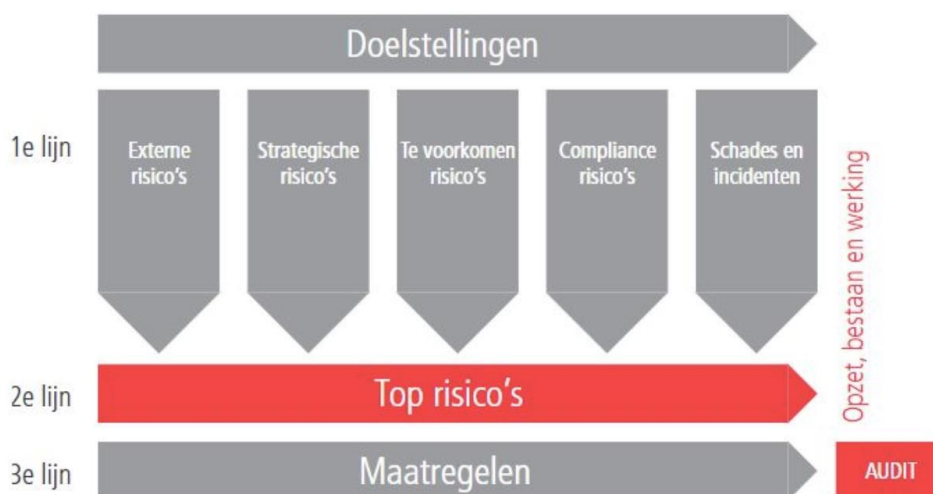 Doelstellingen
1e lijn
Externe
risico's
Strategische
risico's
Te voorkomen
risico's
Compliance
risico's
Schades en
incidenten
Opzet, bestaan en werking
2e lijn
Top risico's
3e lijn
Maatregelen
AUDIT